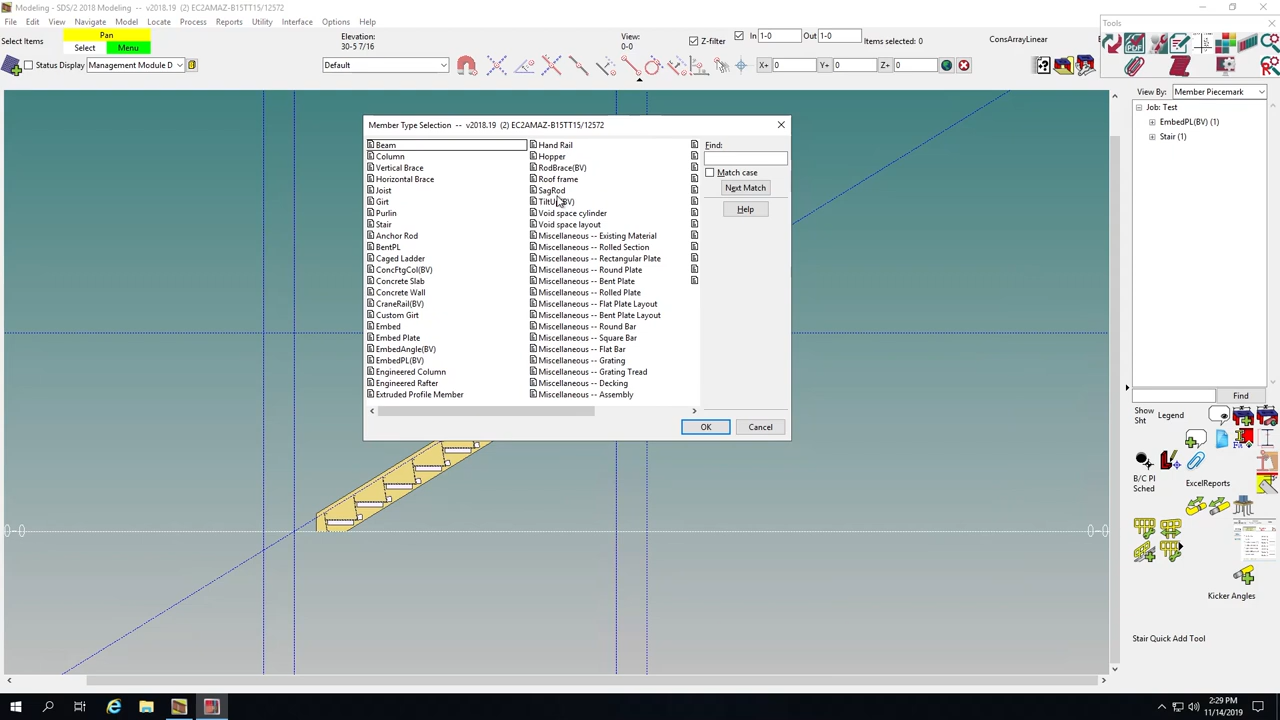 Modeling - SDS/2 2018 Modeling -- v2018.19 (2) EC2AMAZ-B15TT15/12572
File Edit View Navigate Model Locate Process Reports Utility Interface Options Help
Tools
Select Items
Pan
Select Menu
Elevation:
30-5 7/16
View:
0-0
Z-filter
In 1-0 Out 1-0
Items selected: 0
ConsArrayLinear
Status Display Management Module D
Default
X+ 0 Y+ 0 Z+ 0
View By: Member Piecemark
Job: Test
EmbedPL(BV) (1)
Stair (1)
Member Type Selection -- v2018.19 (2) EC2AMAZ-B15TT15/12572
Beam
Column
Vertical Brace
Horizontal Brace
Joist
Girt
Purlin
Stair
Anchor Rod
BentPL
Caged Ladder
ConcFtgCol(BV)
Concrete Slab
Concrete Wall
CraneRail(BV)
Custom Girt
Embed
Embed Plate
EmbedAngle(BV)
EmbedPL(BV)
Engineered Column
Engineered Rafter
Extruded Profile Member
Hand Rail
Hopper
RodBrace(BV)
Roof frame
SagRod
Void space cylinder
Void space layout
Miscellaneous -- Existing Material
Miscellaneous -- Rolled Section
Miscellaneous -- Rectangular Plate
Miscellaneous -- Round Plate
Miscellaneous -- Bent Plate
Miscellaneous -- Rolled Plate
Miscellaneous -- Flat Plate Layout
Miscellaneous -- Bent Plate Layout
Miscellaneous -- Round Bar
Miscellaneous -- Square Bar
Miscellaneous -- Flat Bar
Miscellaneous -- Grating
Miscellaneous -- Grating Tread
Miscellaneous -- Decking
Miscellaneous -- Assembly
Find:
Match case
Next Match
Help
OK Cancel
0-0 0-0
Find
Show
Sht
Legend
B/C Pl
Sched
ExcelReports
Kicker Angles
Stair Quick Add Tool
2:29 PM
11/14/2019